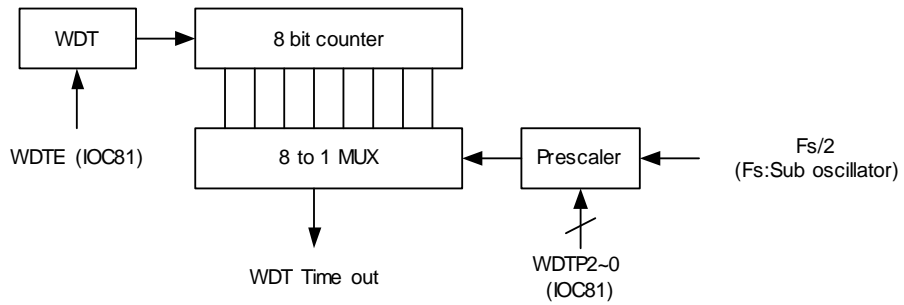 WDT
8 bit counter
WDTE (IOC81)
8 to 1 MUX
Prescaler
Fs/2
(Fs:Sub oscillator)
WDT Time out
WDTP2~0
(IOC81)